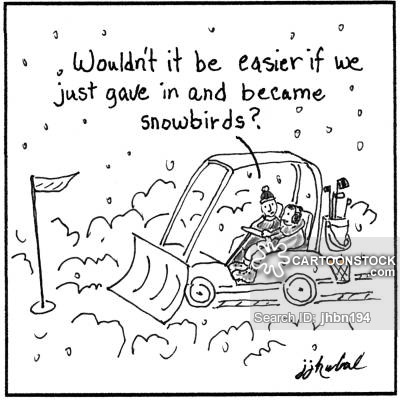 Wouldn't it be easier if we
just gave in and became
snowbirds?
CARTOONSTOCK
.com
Search ID: jhbn194
jjhubal